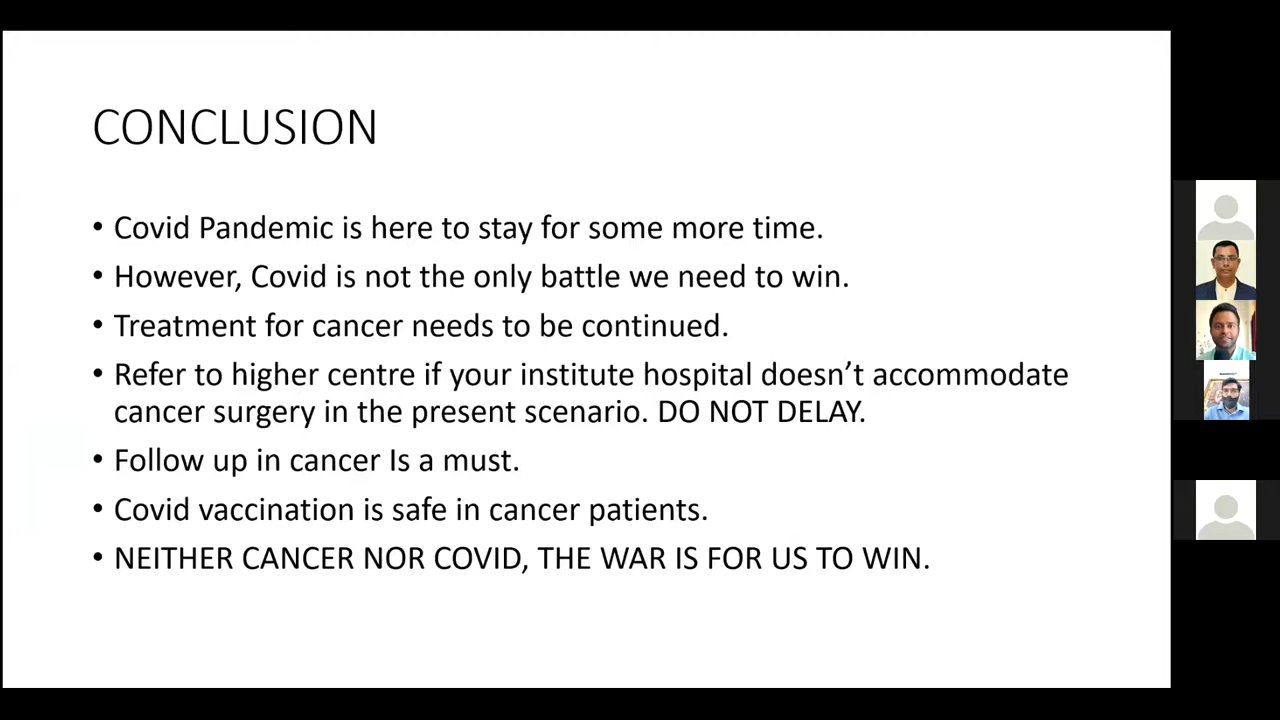 CONCLUSION
• Covid Pandemic is here to stay for some more time.
• However, Covid is not the only battle we need to win.
• Treatment for cancer needs to be continued.
• Refer to higher centre if your institute hospital doesn’t accommodate
cancer surgery in the present scenario. DO NOT DELAY.
• Follow up in cancer Is a must.
• Covid vaccination is safe in cancer patients.
• NEITHER CANCER NOR COVID, THE WAR IS FOR US TO WIN.